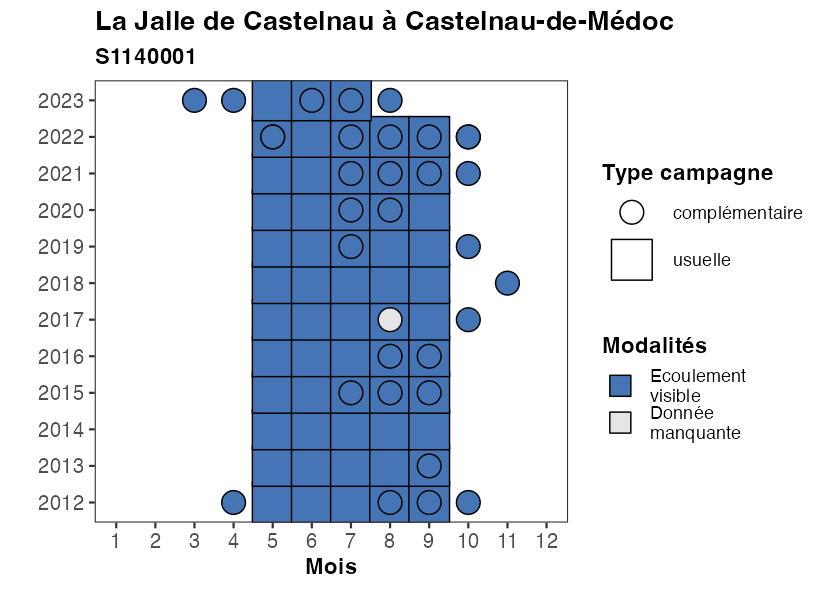 La Jalle de Castelnau à Castelnau-de-Médoc
S1140001
2023
2022
2021
2020
2019
2018
2017
2016
2015
2014
2013
2012
1 2 3 4 5 6 7 8 9 10 11 12
Mois
Type campagne
complémentaire
usuelle
Modalités
Ecoulement
visible
Donnée
manquante